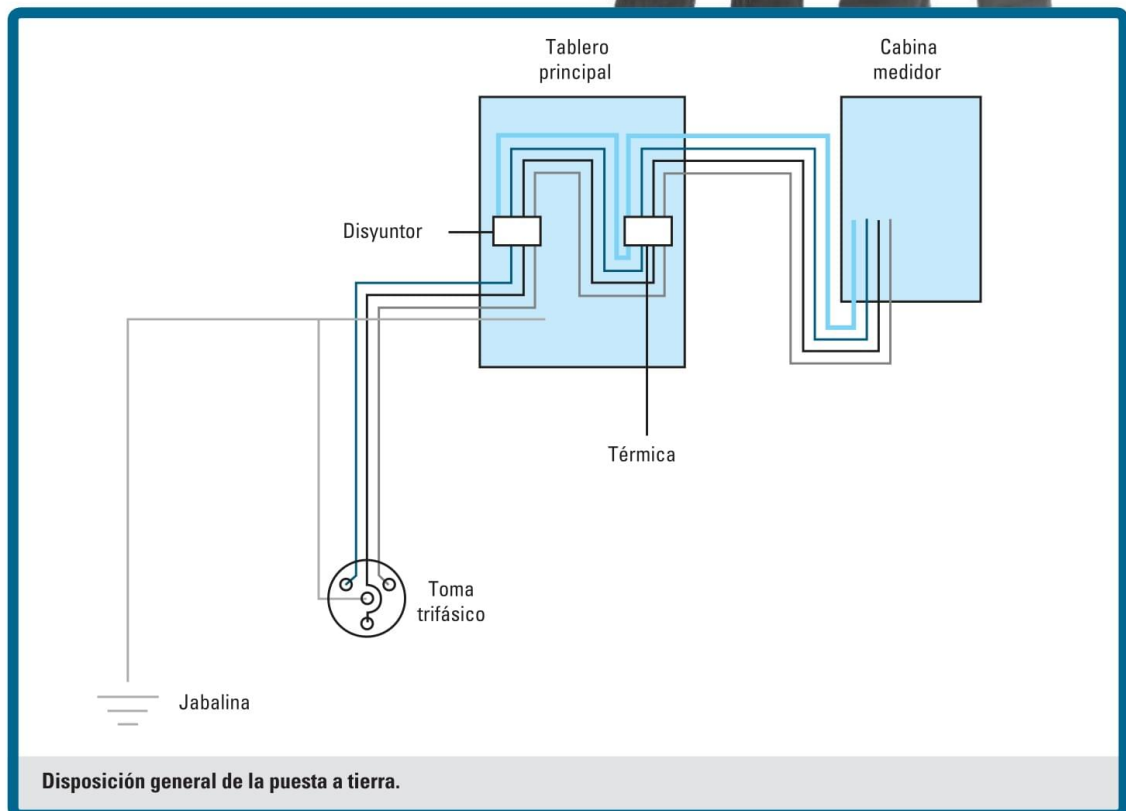 Tablero
principal
Cabina
medidor
Disyuntor
Térmica
Toma
trifásico
Jabalina
Disposición general de la puesta a tierra.